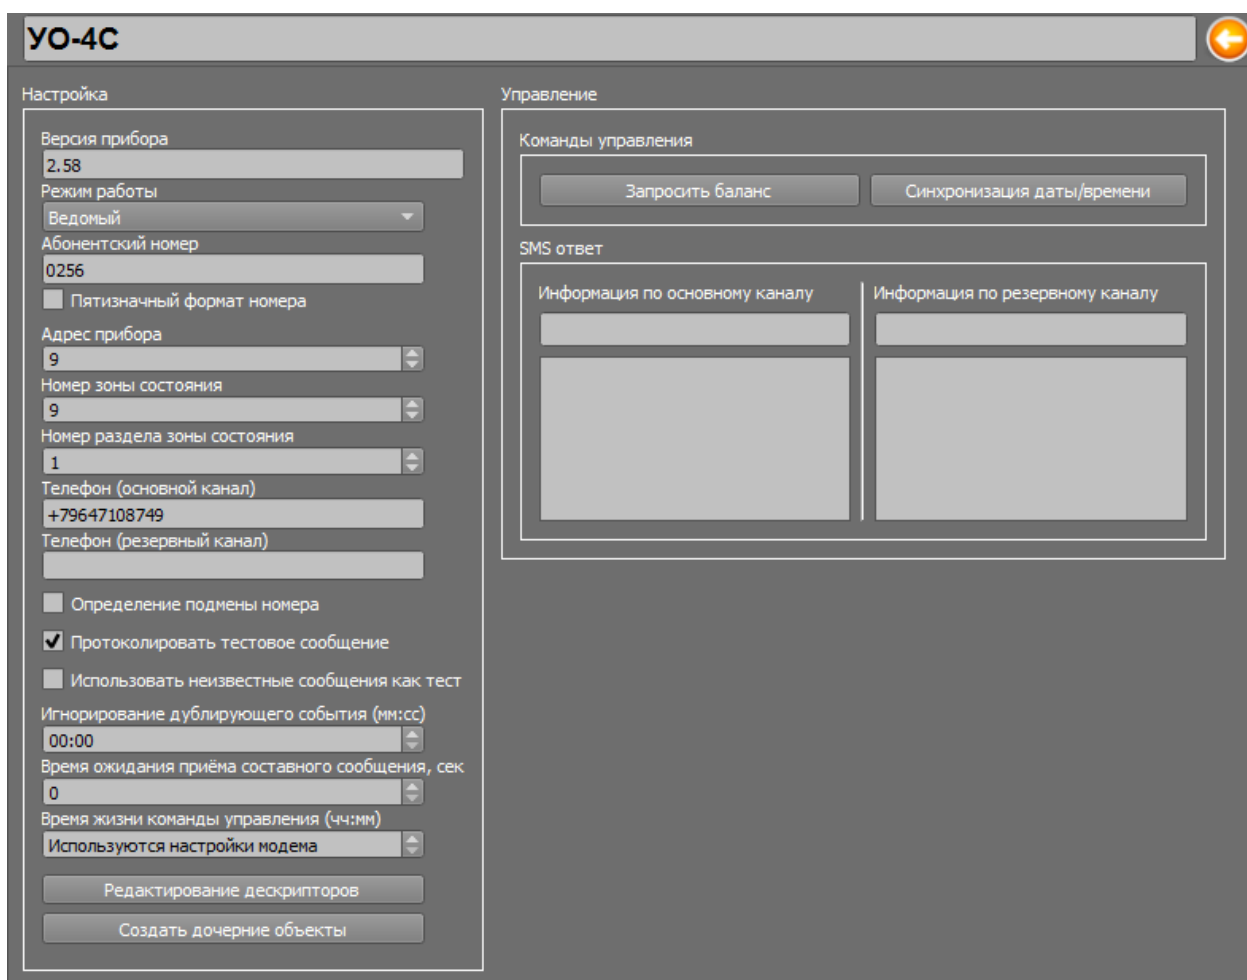 УО-4С
Настройка
Версия прибора
2.58
Режим работы
Ведомый
Абонентский номер
0256
Пятизначный формат номера
Адрес прибора
9
Номер зоны состояния
9
Номер раздела зоны состояния
1
Телефон (основной канал)
+79647108749
Телефон (резервный канал)
Определение подмены номера
Протоколировать тестовое сообщение
Использовать неизвестные сообщения как тест
Игнорирование дублирующего события (мм:сс)
00:00
Время ожидания приёма составного сообщения, сек
0
Время жизни команды управления (чч:мм)
Используются настройки модема
Редактирование дескрипторов
Создать дочерние объекты
Управление
Команды управления
Запросить баланс
Синхронизация даты/времени
SMS ответ
Информация по основному каналу
Информация по резервному каналу